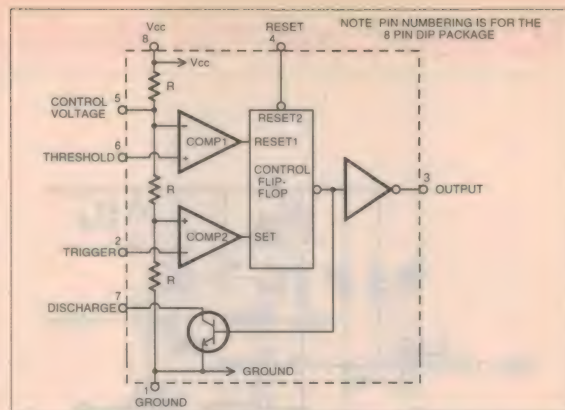 NOTE PIN NUMBERING IS FOR THE
8 PIN DIP PACKAGE
Vcc
8
RESET
4
Vcc
R
CONTROL
VOLTAGE
5
RESET2
COMP1
RESET1
THRESHOLD
6
CONTROL
FLIP-
FLOP
R
3
OUTPUT
COMP2
SET
TRIGGER
2
R
DISCHARGE
7
GROUND
1
GROUND